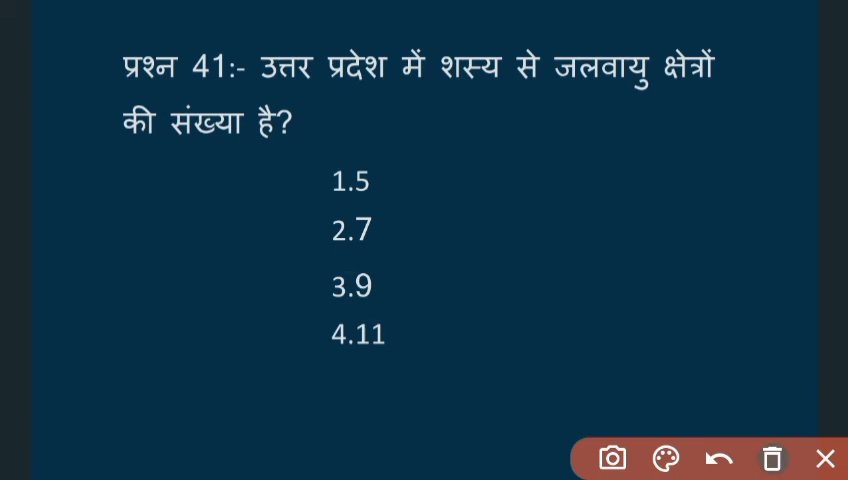 प्रश्न 41:- उत्तर प्रदेश में शस्य से जलवायु क्षेत्रों
की संख्या है?
1.5
2.7
3.9
4.11